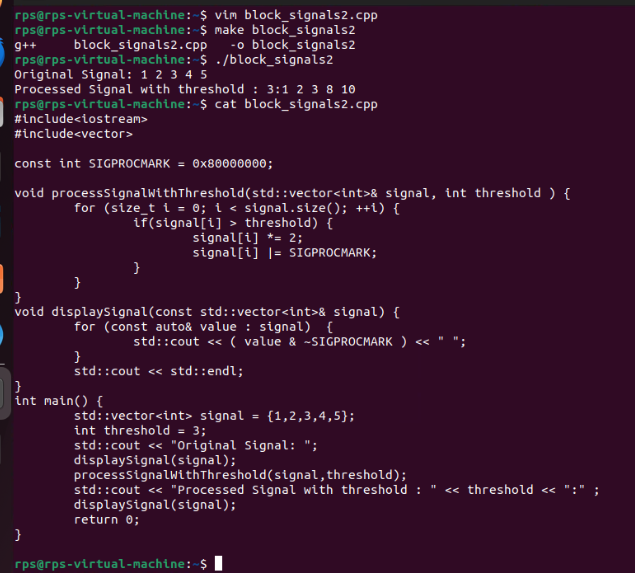 rps@rps-virtual-machine:~$ vim block_signals2.cpp
rps@rps-virtual-machine:~$ make block_signals2
g++     block_signals2.cpp   -o block_signals2
rps@rps-virtual-machine:~$ ./block_signals2
Original Signal: 1 2 3 4 5
Processed Signal with threshold : 3:1 2 3 8 10
rps@rps-virtual-machine:~$ cat block_signals2.cpp
#include<iostream>
#include<vector>

const int SIGPROCMARK = 0x80000000;

void processSignalWithThreshold(std::vector<int>& signal, int threshold ) {
        for (size_t i = 0; i < signal.size(); ++i) {
                if(signal[i] > threshold) {
                        signal[i] *= 2;
                        signal[i] |= SIGPROCMARK;
                }
        }
}
void displaySignal(const std::vector<int>& signal) {
        for (const auto& value : signal)  {
                std::cout << ( value & ~SIGPROCMARK ) << " ";
        }
        std::cout << std::endl;
}
int main() {
        std::vector<int> signal = {1,2,3,4,5};
        int threshold = 3;
        std::cout << "Original Signal: ";
        displaySignal(signal);
        processSignalWithThreshold(signal,threshold);
        std::cout << "Processed Signal with threshold : " << threshold << ":" ;
        displaySignal(signal);
        return 0;
}

rps@rps-virtual-machine:~$